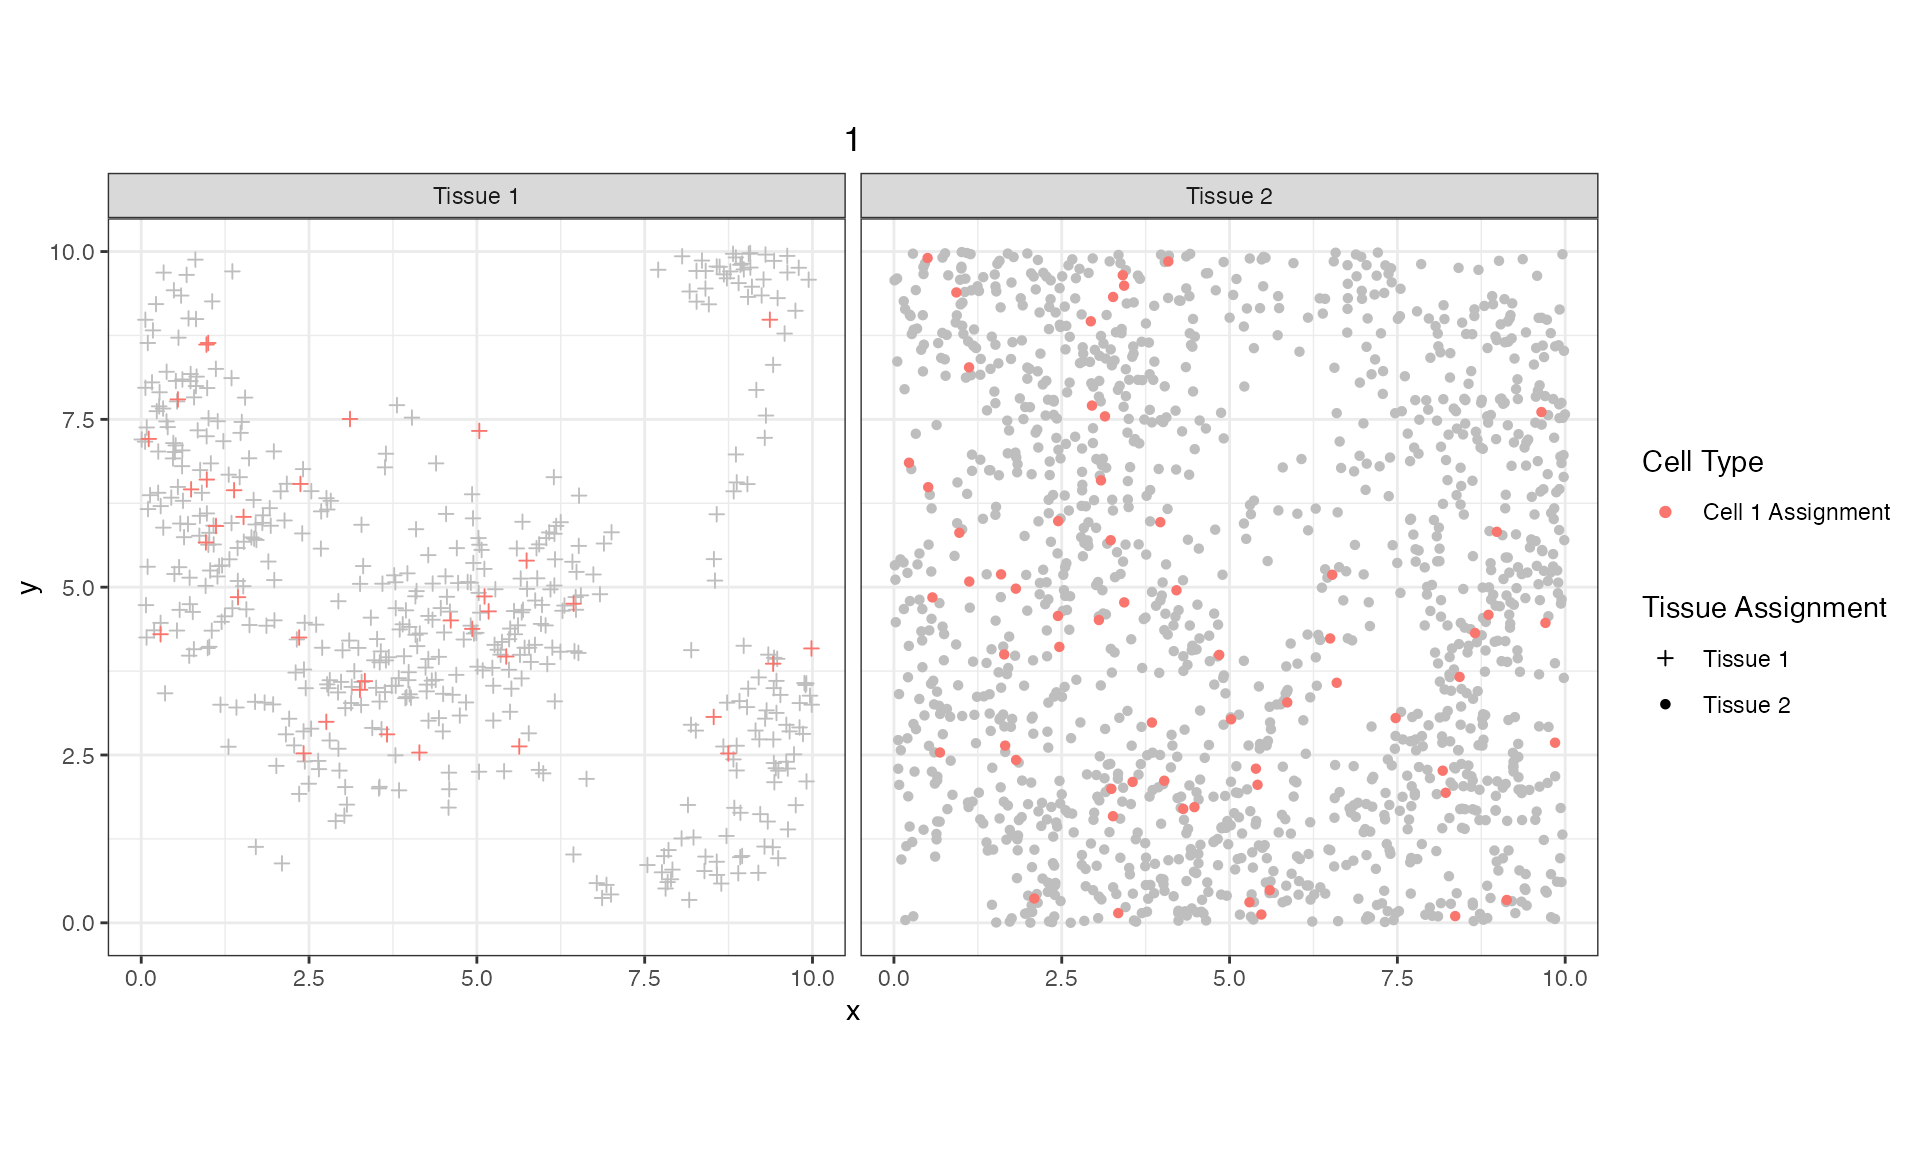 1
Tissue 1
Tissue 2
10.0
7.5
5.0
2.5
0.0
y
0.0 2.5 5.0 7.5 10.0
0.0 2.5 5.0 7.5 10.0
x
Cell Type
Cell 1 Assignment
Tissue Assignment
Tissue 1
Tissue 2